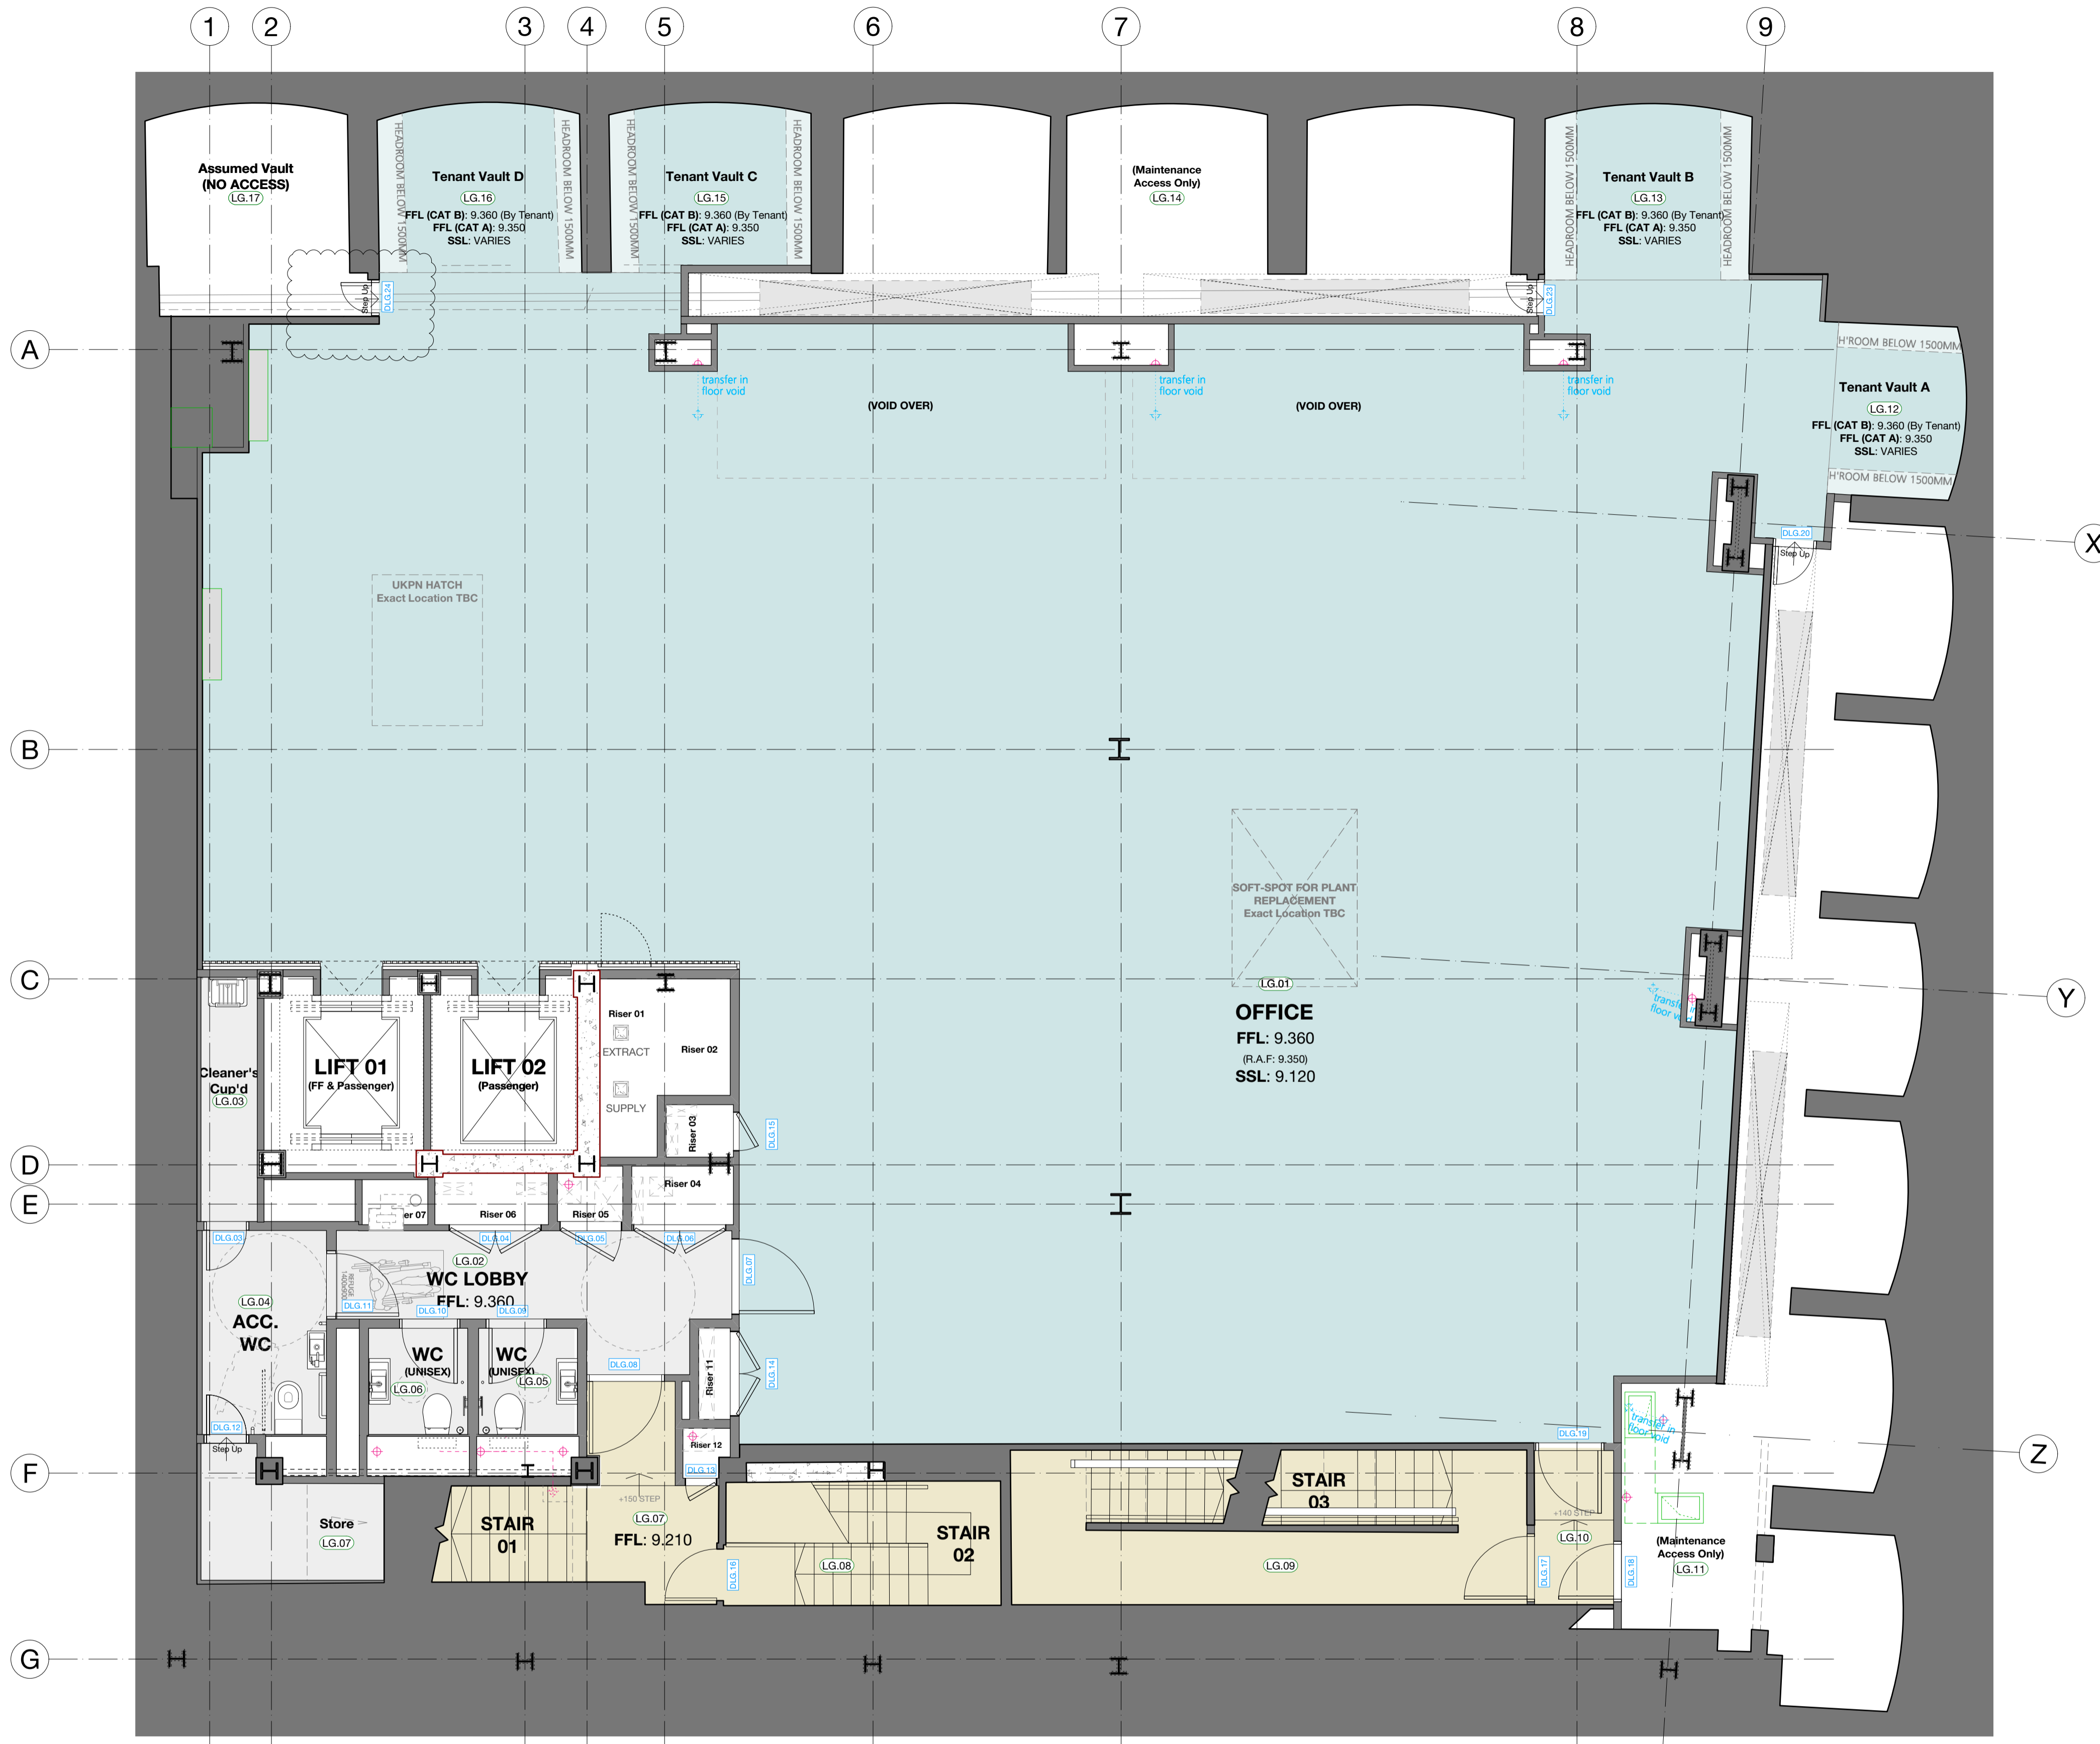 1
2
3
4
5
6
7
8
9
A
B
C
D
E
F
G
X
Y
Z
Assumed Vault
(NO ACCESS)
LG.17
HEADROOM BELOW 1500MM
Tenant Vault D
LG.16
FFL (CAT B): 9.360 (By Tenant)
FFL (CAT A): 9.350
SSL: VARIES
HEADROOM BELOW 1500MM
HEADROOM BELOW 1500MM
Tenant Vault C
LG.15
FFL (CAT B): 9.360 (By Tenant)
FFL (CAT A): 9.350
SSL: VARIES
HEADROOM BELOW 1500MM
(Maintenance
Access Only)
LG.14
HEADROOM BELOW 1500MM
Tenant Vault B
LG.13
FFL (CAT B): 9.360 (By Tenant)
FFL (CAT A): 9.350
SSL: VARIES
HEADROOM BELOW 1500MM
Step Up
DLG.24
Step Up
DLG.23
H'ROOM BELOW 1500MM
Tenant Vault A
LG.12
FFL (CAT B): 9.360 (By Tenant)
FFL (CAT A): 9.350
SSL: VARIES
H'ROOM BELOW 1500MM
transfer in
floor void
(VOID OVER)
transfer in
floor void
(VOID OVER)
transfer in
floor void
DLG.20
Step Up
UKPN HATCH
Exact Location TBC
SOFT-SPOT FOR PLANT
REPLACEMENT
Exact Location TBC
LG.01
OFFICE
FFL: 9.360
(R.A.F: 9.350)
SSL: 9.120
transfer in
floor void
Cleaner's
Cup'd
LG.03
LIFT 01
(FF & Passenger)
LIFT 02
(Passenger)
Riser 01
EXTRACT
Riser 02
SUPPLY
Riser 03
DLG.15
Riser 04
Riser 05
Riser 06
er 07
DLG.03
DLG.04
DLG.05
DLG.06
DLG.07
LG.02
WC LOBBY
FFL: 9.360
REFUGE
1400x900
DLG.11
DLG.10
DLG.09
LG.04
ACC.
WC
WC
(UNISEX)
LG.06
WC
(UNISEX)
LG.05
DLG.08
Riser 11
DLG.14
DLG.12
Step Up
Riser 12
DLG.13
Store
LG.07
STAIR
01
+150 STEP
LG.07
FFL: 9.210
DLG.16
LG.08
STAIR
02
STAIR
03
LG.09
DLG.19
+140 STEP
LG.10
DLG.17
DLG.18
transfer in
floor void
(Maintenance
Access Only)
LG.11